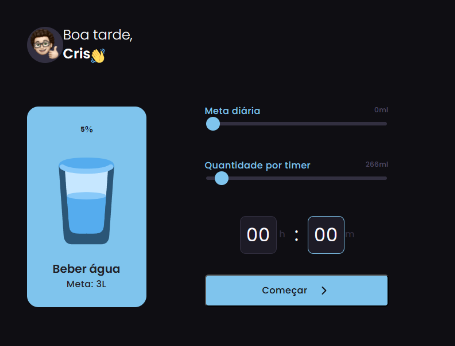 Boa tarde,
Cris👋
5%
Beber água
Meta: 3L
Meta diária 0ml
Quantidade por timer 265ml
00 h : 00 m
Começar >